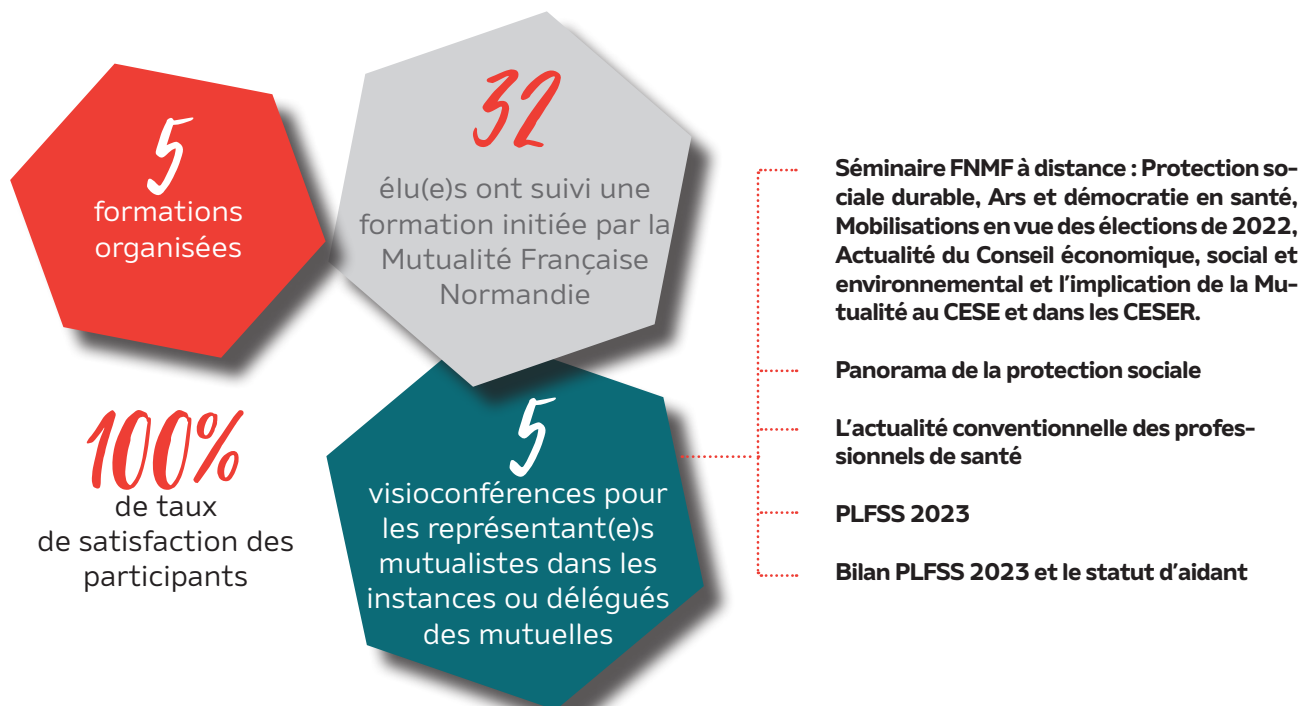 5
formations
organisées
32
élu(e)s ont suivi une
formation initiée par la
Mutualité Française
Normandie
100%
de taux
de satisfaction des
participants
5
visioconférences pour
les représentant(e)s
mutualistes dans les
instances ou délégués
des mutuelles
Séminaire FNMF à distance : Protection so-
ciale durable, Ars et démocratie en santé,
Mobilisations en vue des élections de 2022,
Actualité du Conseil économique, social et
environnemental et l'implication de la Mu-
tualité au CESE et dans les CESER.
Panorama de la protection sociale
L'actualité conventionnelle des profes-
sionnels de santé
PLFSS 2023
Bilan PLFSS 2023 et le statut d'aidant